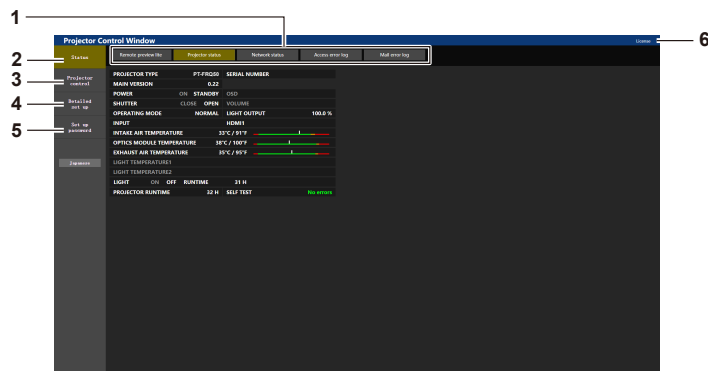 1
Projector Control Window
License
6
2
Status
Remote preview lite Projector status Network status Access error log Mail error log
3
Projector control
4
Detailed set up
5
Set up password
Japanese
PROJECTOR TYPE PT-FRQ50 SERIAL NUMBER
MAIN VERSION 0.22
POWER ON STANDBY OSD
SHUTTER CLOSE OPEN VOLUME
OPERATING MODE NORMAL LIGHT OUTPUT 100.0 %
INPUT HDMI1
INTAKE AIR TEMPERATURE 33°C / 91°F
OPTICS MODULE TEMPERATURE 38°C / 100°F
EXHAUST AIR TEMPERATURE 35°C / 95°F
LIGHT TEMPERATURE1
LIGHT TEMPERATURE2
LIGHT ON OFF RUNTIME 31 H
PROJECTOR RUNTIME 32 H SELF TEST No errors